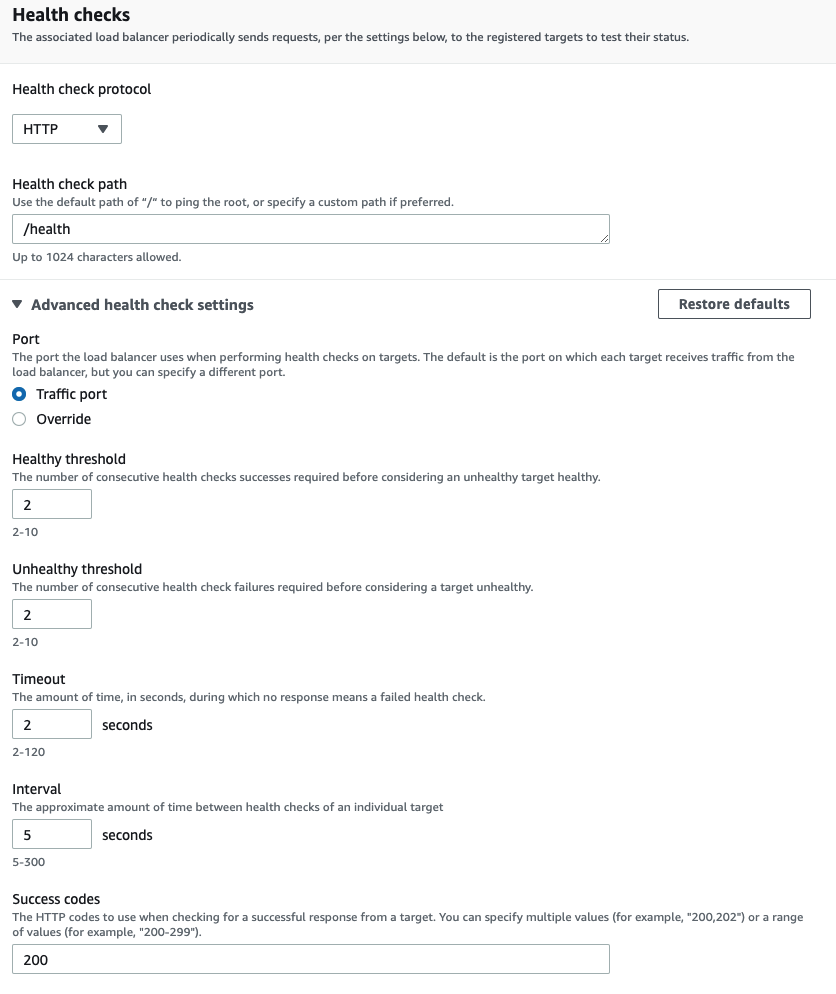 Health checks
The associated load balancer periodically sends requests, per the settings below, to the registered targets to test their status.
Health check protocol
HTTP
Health check path
Use the default path of “/” to ping the root, or specify a custom path if preferred.
/health
Up to 1024 characters allowed.
Advanced health check settings
Restore defaults
Port
The port the load balancer uses when performing health checks on targets. The default is the port on which each target receives traffic from the
load balancer, but you can specify a different port.
Traffic port
Override
Healthy threshold
The number of consecutive health checks successes required before considering an unhealthy target healthy.
2
2-10
Unhealthy threshold
The number of consecutive health check failures required before considering a target unhealthy.
2
2-10
Timeout
The amount of time, in seconds, during which no response means a failed health check.
2 seconds
2-120
Interval
The approximate amount of time between health checks of an individual target
5 seconds
5-300
Success codes
The HTTP codes to use when checking for a successful response from a target. You can specify multiple values (for example, "200,202") or a range
of values (for example, "200-299").
200